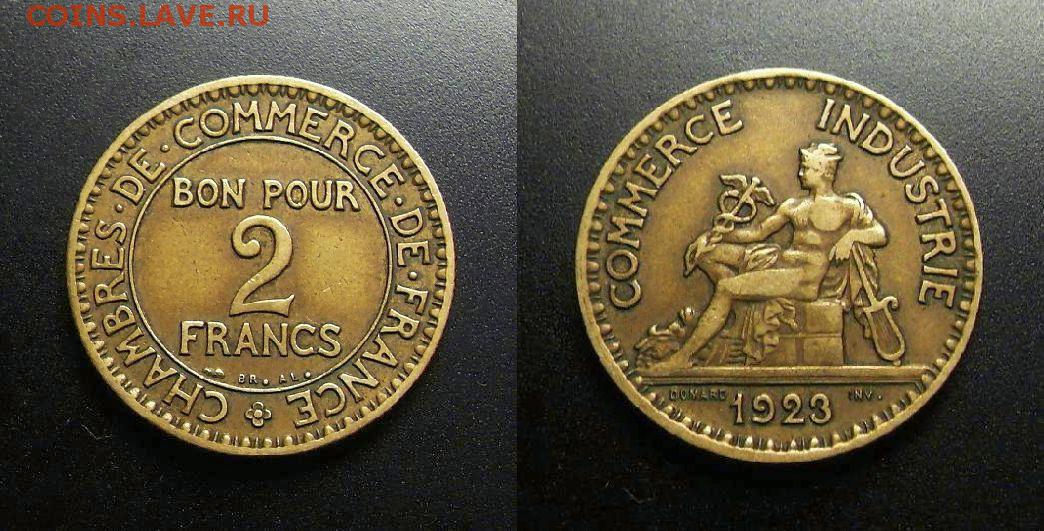 COINS.LAVE.RU
CHAMBRES·DE·COMMERCE·DE·FRANCE
BON POUR
2
FRANCS
BR. AL.
COMMERCE INDUSTRIE
DOMARD INV.
1923